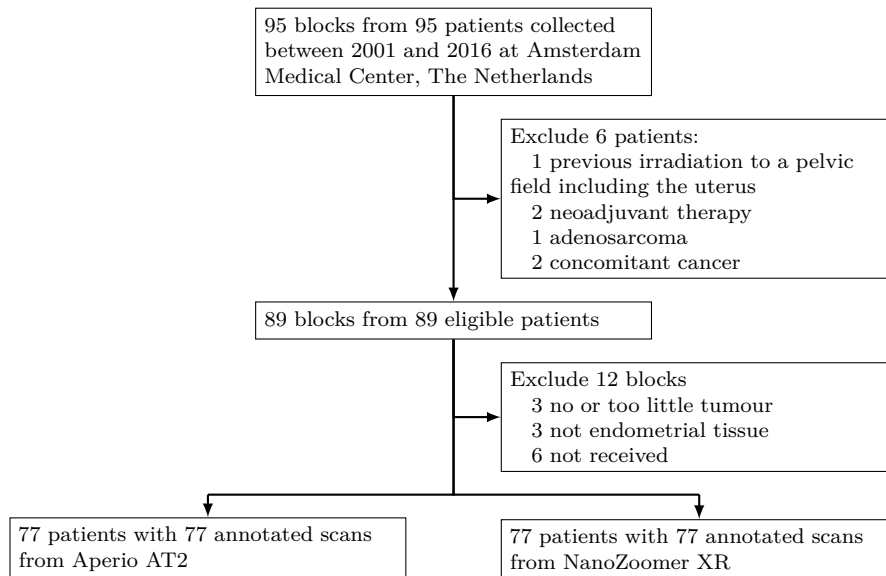 95 blocks from 95 patients collected
between 2001 and 2016 at Amsterdam
Medical Center, The Netherlands
Exclude 6 patients:
1 previous irradiation to a pelvic
field including the uterus
2 neoadjuvant therapy
1 adenosarcoma
2 concomitant cancer
89 blocks from 89 eligible patients
Exclude 12 blocks
3 no or too little tumour
3 not endometrial tissue
6 not received
77 patients with 77 annotated scans
from Aperio AT2
77 patients with 77 annotated scans
from NanoZoomer XR